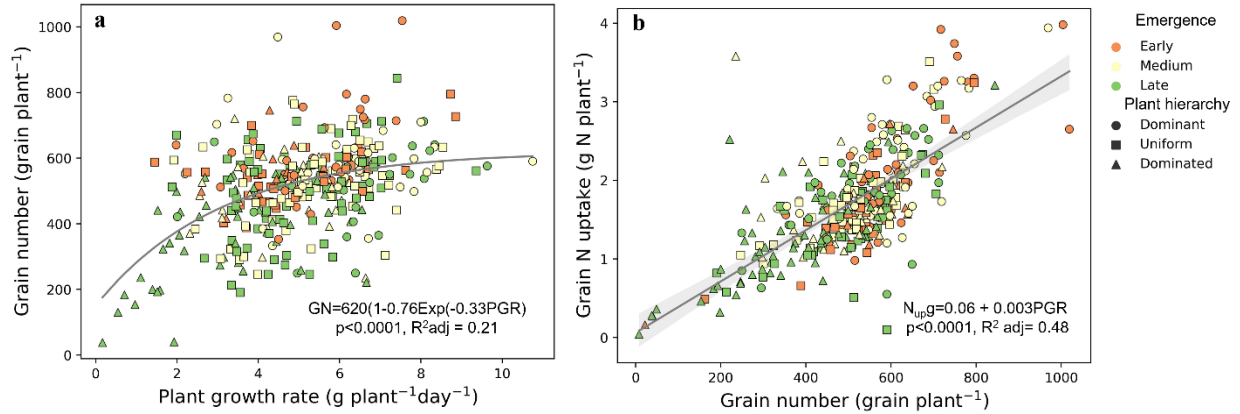 a
1000
800
600
400
200
0
Grain number (grain plant⁻¹)
0 2 4 6 8 10
Plant growth rate (g plant⁻¹day⁻¹)
GN=620(1-0.76Exp(-0.33PGR)
p<0.0001, R²adj = 0.21
b
4
3
2
1
0
Grain N uptake (g N plant⁻¹)
0 200 400 600 800 1000
Grain number (grain plant⁻¹)
Nupg=0.06 + 0.003PGR
p<0.0001, R² adj= 0.48
Emergence
Early
Medium
Late
Plant hierarchy
Dominant
Uniform
Dominated